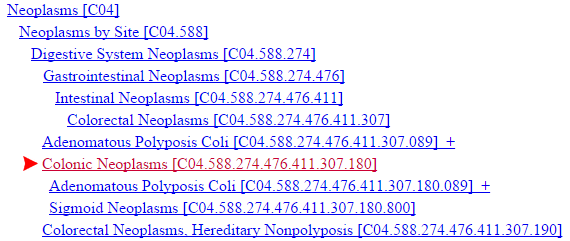 Neoplasms [C04]
Neoplasms by Site [C04.588]
Digestive System Neoplasms [C04.588.274]
Gastrointestinal Neoplasms [C04.588.274.476]
Intestinal Neoplasms [C04.588.274.476.411]
Colorectal Neoplasms [C04.588.274.476.411.307]
Adenomatous Polyposis Coli [C04.588.274.476.411.307.089] +
Colonic Neoplasms [C04.588.274.476.411.307.180]
Adenomatous Polyposis Coli [C04.588.274.476.411.307.180.089] +
Sigmoid Neoplasms [C04.588.274.476.411.307.180.800]
Colorectal Neoplasms, Hereditary Nonpolyposis [C04.588.274.476.411.307.190]